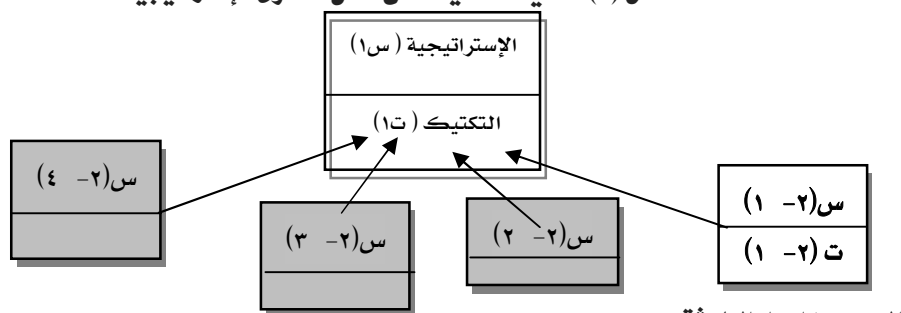 الإستراتيجية (س١)
التكتيك (ت١)
س(٢- ٤)
س(٢- ٣)
س(٢- ٢)
س(٢- ١)
ت (٢- ١)